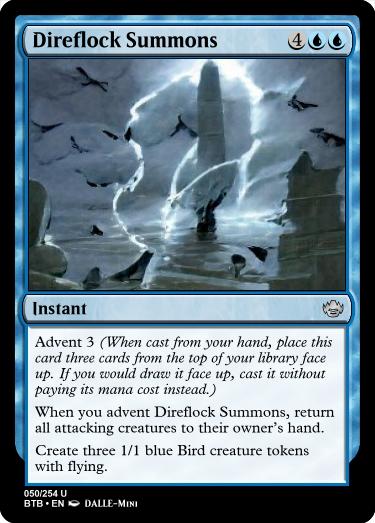 Direflock Summons 4
Instant
Advent 3 (When cast from your hand, place this
card three cards from the top of your library face
up. If you would draw it face up, cast it without
paying its mana cost instead.)
When you advent Direflock Summons, return
all attacking creatures to their owner's hand.
Create three 1/1 blue Bird creature tokens
with flying.
050/254 U
BTB • EN DALLE-Mini